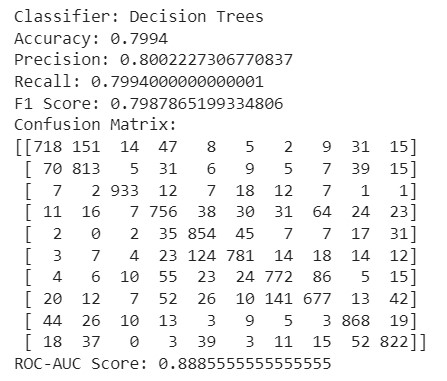 Classifier: Decision Trees
Accuracy: 0.7994
Precision: 0.8002227306770837
Recall: 0.7994000000000001
F1 Score: 0.7987865199334806
Confusion Matrix:
[[718 151 14 47 8 5 2 9 31 15]
[ 70 813 5 31 6 9 5 7 39 15]
[ 7 2 933 12 7 18 12 7 1 1]
[ 11 16 7 756 38 30 31 64 24 23]
[ 2 0 2 35 854 45 7 7 17 31]
[ 3 7 4 23 124 781 14 18 14 12]
[ 4 6 10 55 23 24 772 86 5 15]
[ 20 12 7 52 26 10 141 677 13 42]
[ 44 26 10 13 3 9 5 3 868 19]
[ 18 37 0 3 39 3 11 15 52 822]]
ROC-AUC Score: 0.8885555555555555